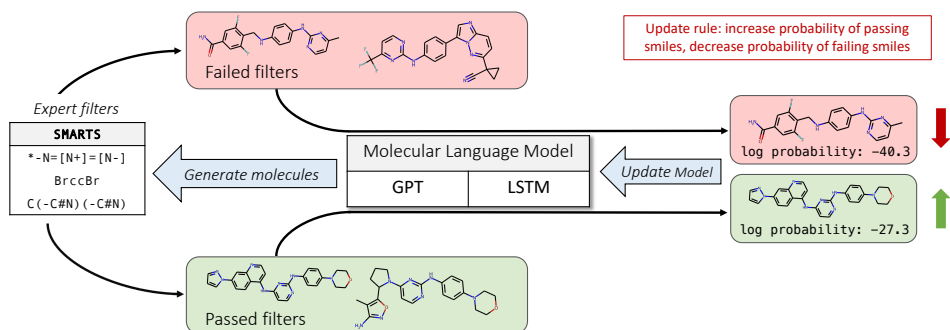 Update rule: increase probability of passing
smiles, decrease probability of failing smiles
Failed filters
Expert filters
SMARTS
*-N=[N+]=[N-]
BrccBr
C(-C#N)(-C#N)
Generate molecules
Molecular Language Model
GPT
LSTM
Update Model
log probability: -40.3
log probability: -27.3
Passed filters